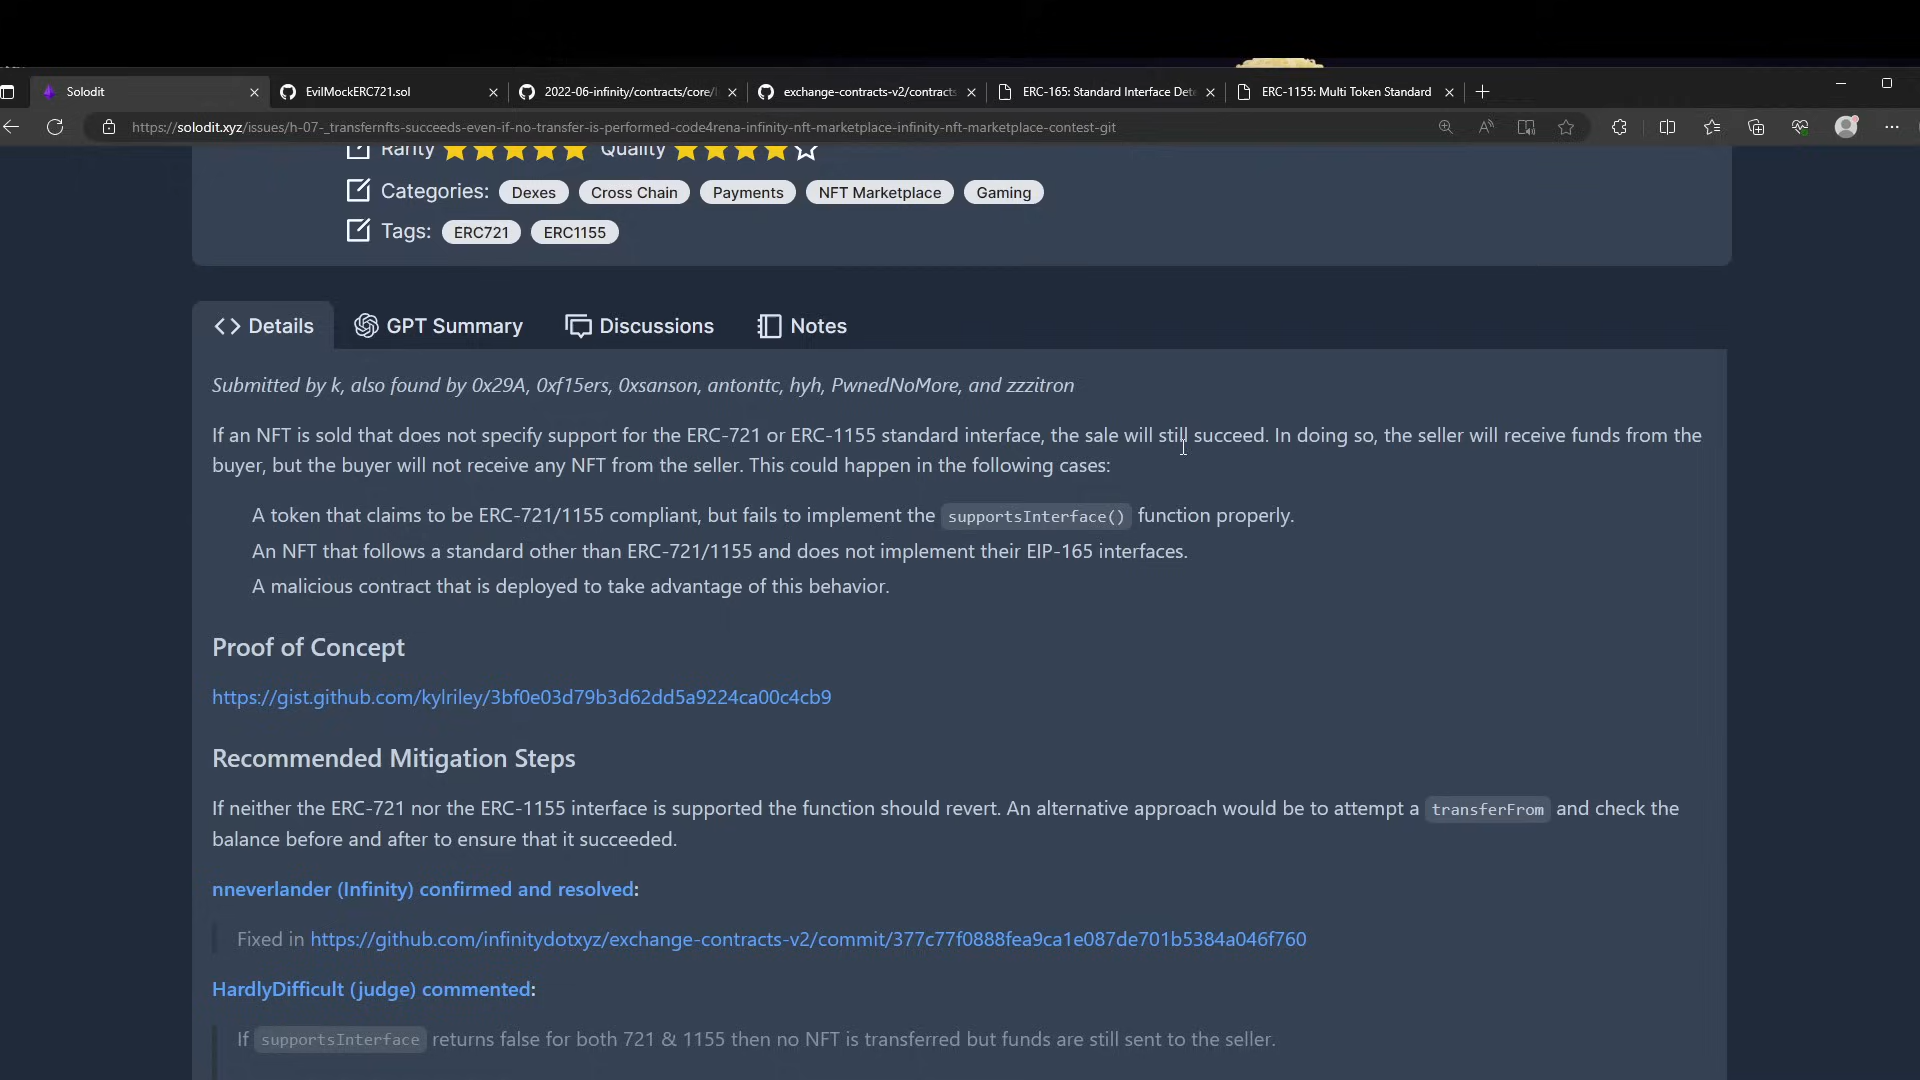 Solodit
EvilMockERC721.sol
2022-06-infinity/contracts/core/
exchange-contracts-v2/contracts
ERC-165: Standard Interface Dete
ERC-1155: Multi Token Standard
https://solodit.xyz/issues/h-07-_transfernfts-succeeds-even-if-no-transfer-is-performed-code4rena-infinity-nft-marketplace-infinity-nft-marketplace-contest-git
Rarity Quality
Categories: Dexes Cross Chain Payments NFT Marketplace Gaming
Tags: ERC721 ERC1155
Details GPT Summary Discussions Notes
Submitted by k, also found by 0x29A, 0xf15ers, 0xsanson, antonttc, hyh, PwnedNoMore, and zzzitron
If an NFT is sold that does not specify support for the ERC-721 or ERC-1155 standard interface, the sale will still succeed. In doing so, the seller will receive funds from the
buyer, but the buyer will not receive any NFT from the seller. This could happen in the following cases:
A token that claims to be ERC-721/1155 compliant, but fails to implement the supportsInterface() function properly.
An NFT that follows a standard other than ERC-721/1155 and does not implement their EIP-165 interfaces.
A malicious contract that is deployed to take advantage of this behavior.
Proof of Concept
https://gist.github.com/kylriley/3bf0e03d79b3d62dd5a9224ca00c4cb9
Recommended Mitigation Steps
If neither the ERC-721 nor the ERC-1155 interface is supported the function should revert. An alternative approach would be to attempt a transferFrom and check the
balance before and after to ensure that it succeeded.
nneverlander (Infinity) confirmed and resolved:
Fixed in https://github.com/infinitydotxyz/exchange-contracts-v2/commit/377c77f0888fea9ca1e087de701b5384a046f760
HardlyDifficult (judge) commented:
If supportsInterface returns false for both 721 & 1155 then no NFT is transferred but funds are still sent to the seller.